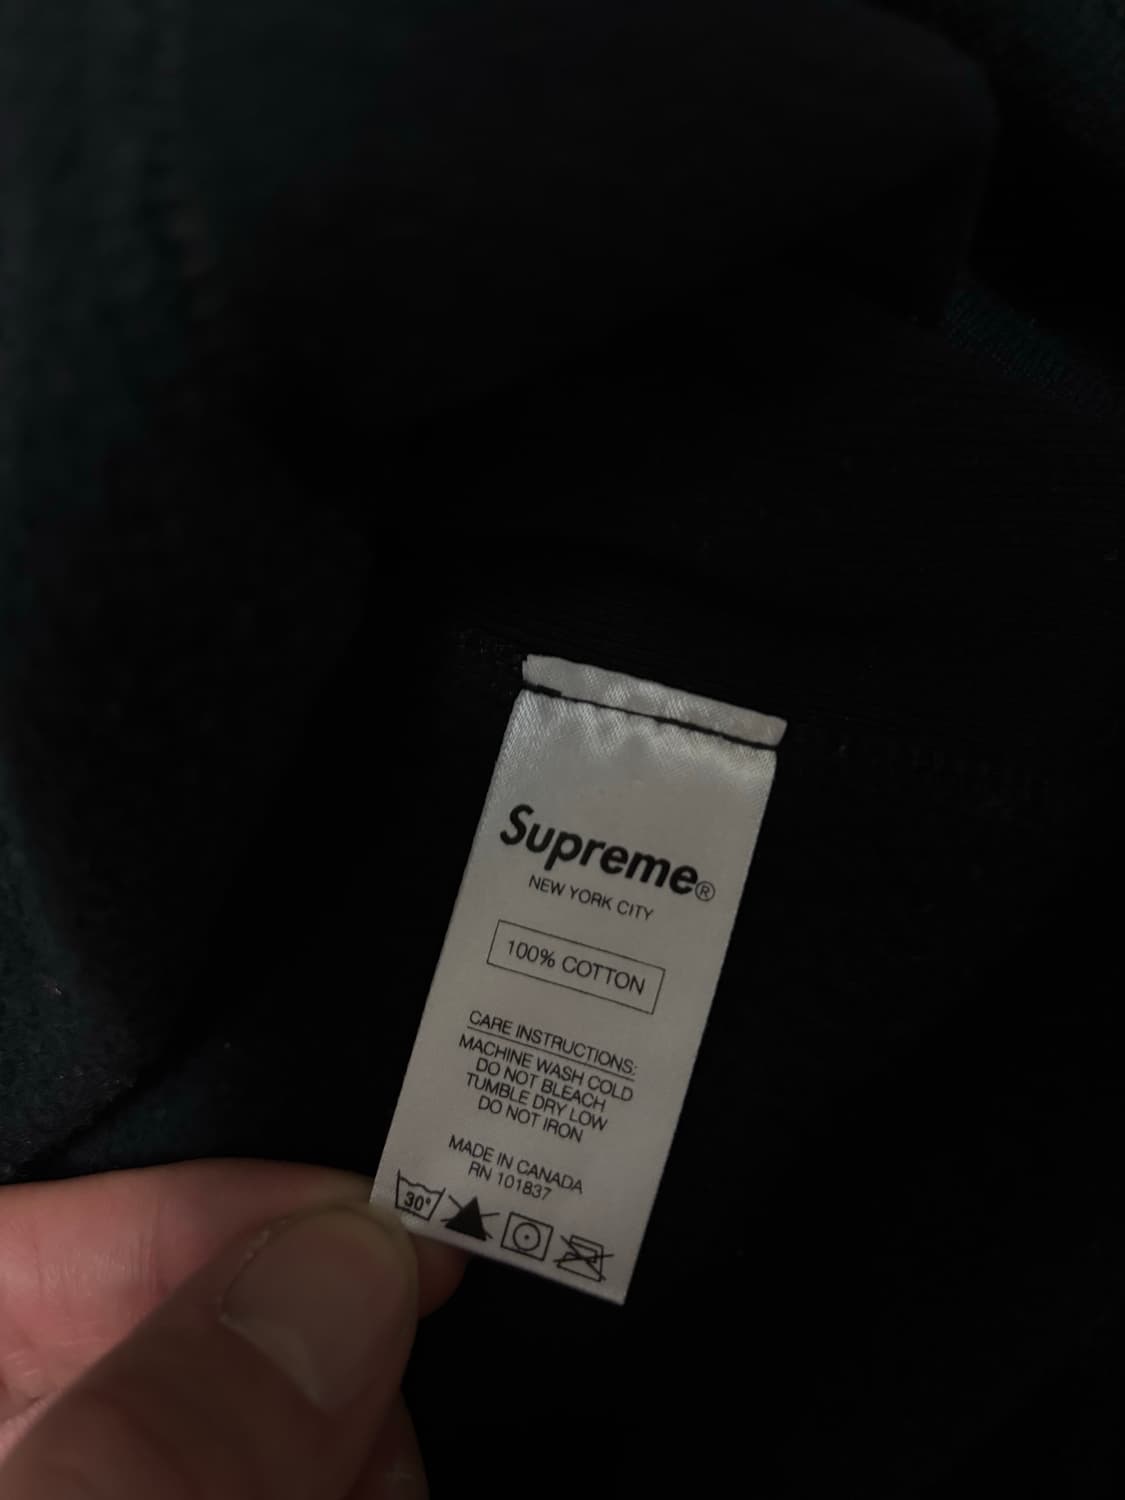 Supreme®
NEW YORK CITY
100% COTTON
CARE INSTRUCTIONS:
MACHINE WASH COLD
DO NOT BLEACH
TUMBLE DRY LOW
DO NOT IRON
MADE IN CANADA
RN 101837
30°